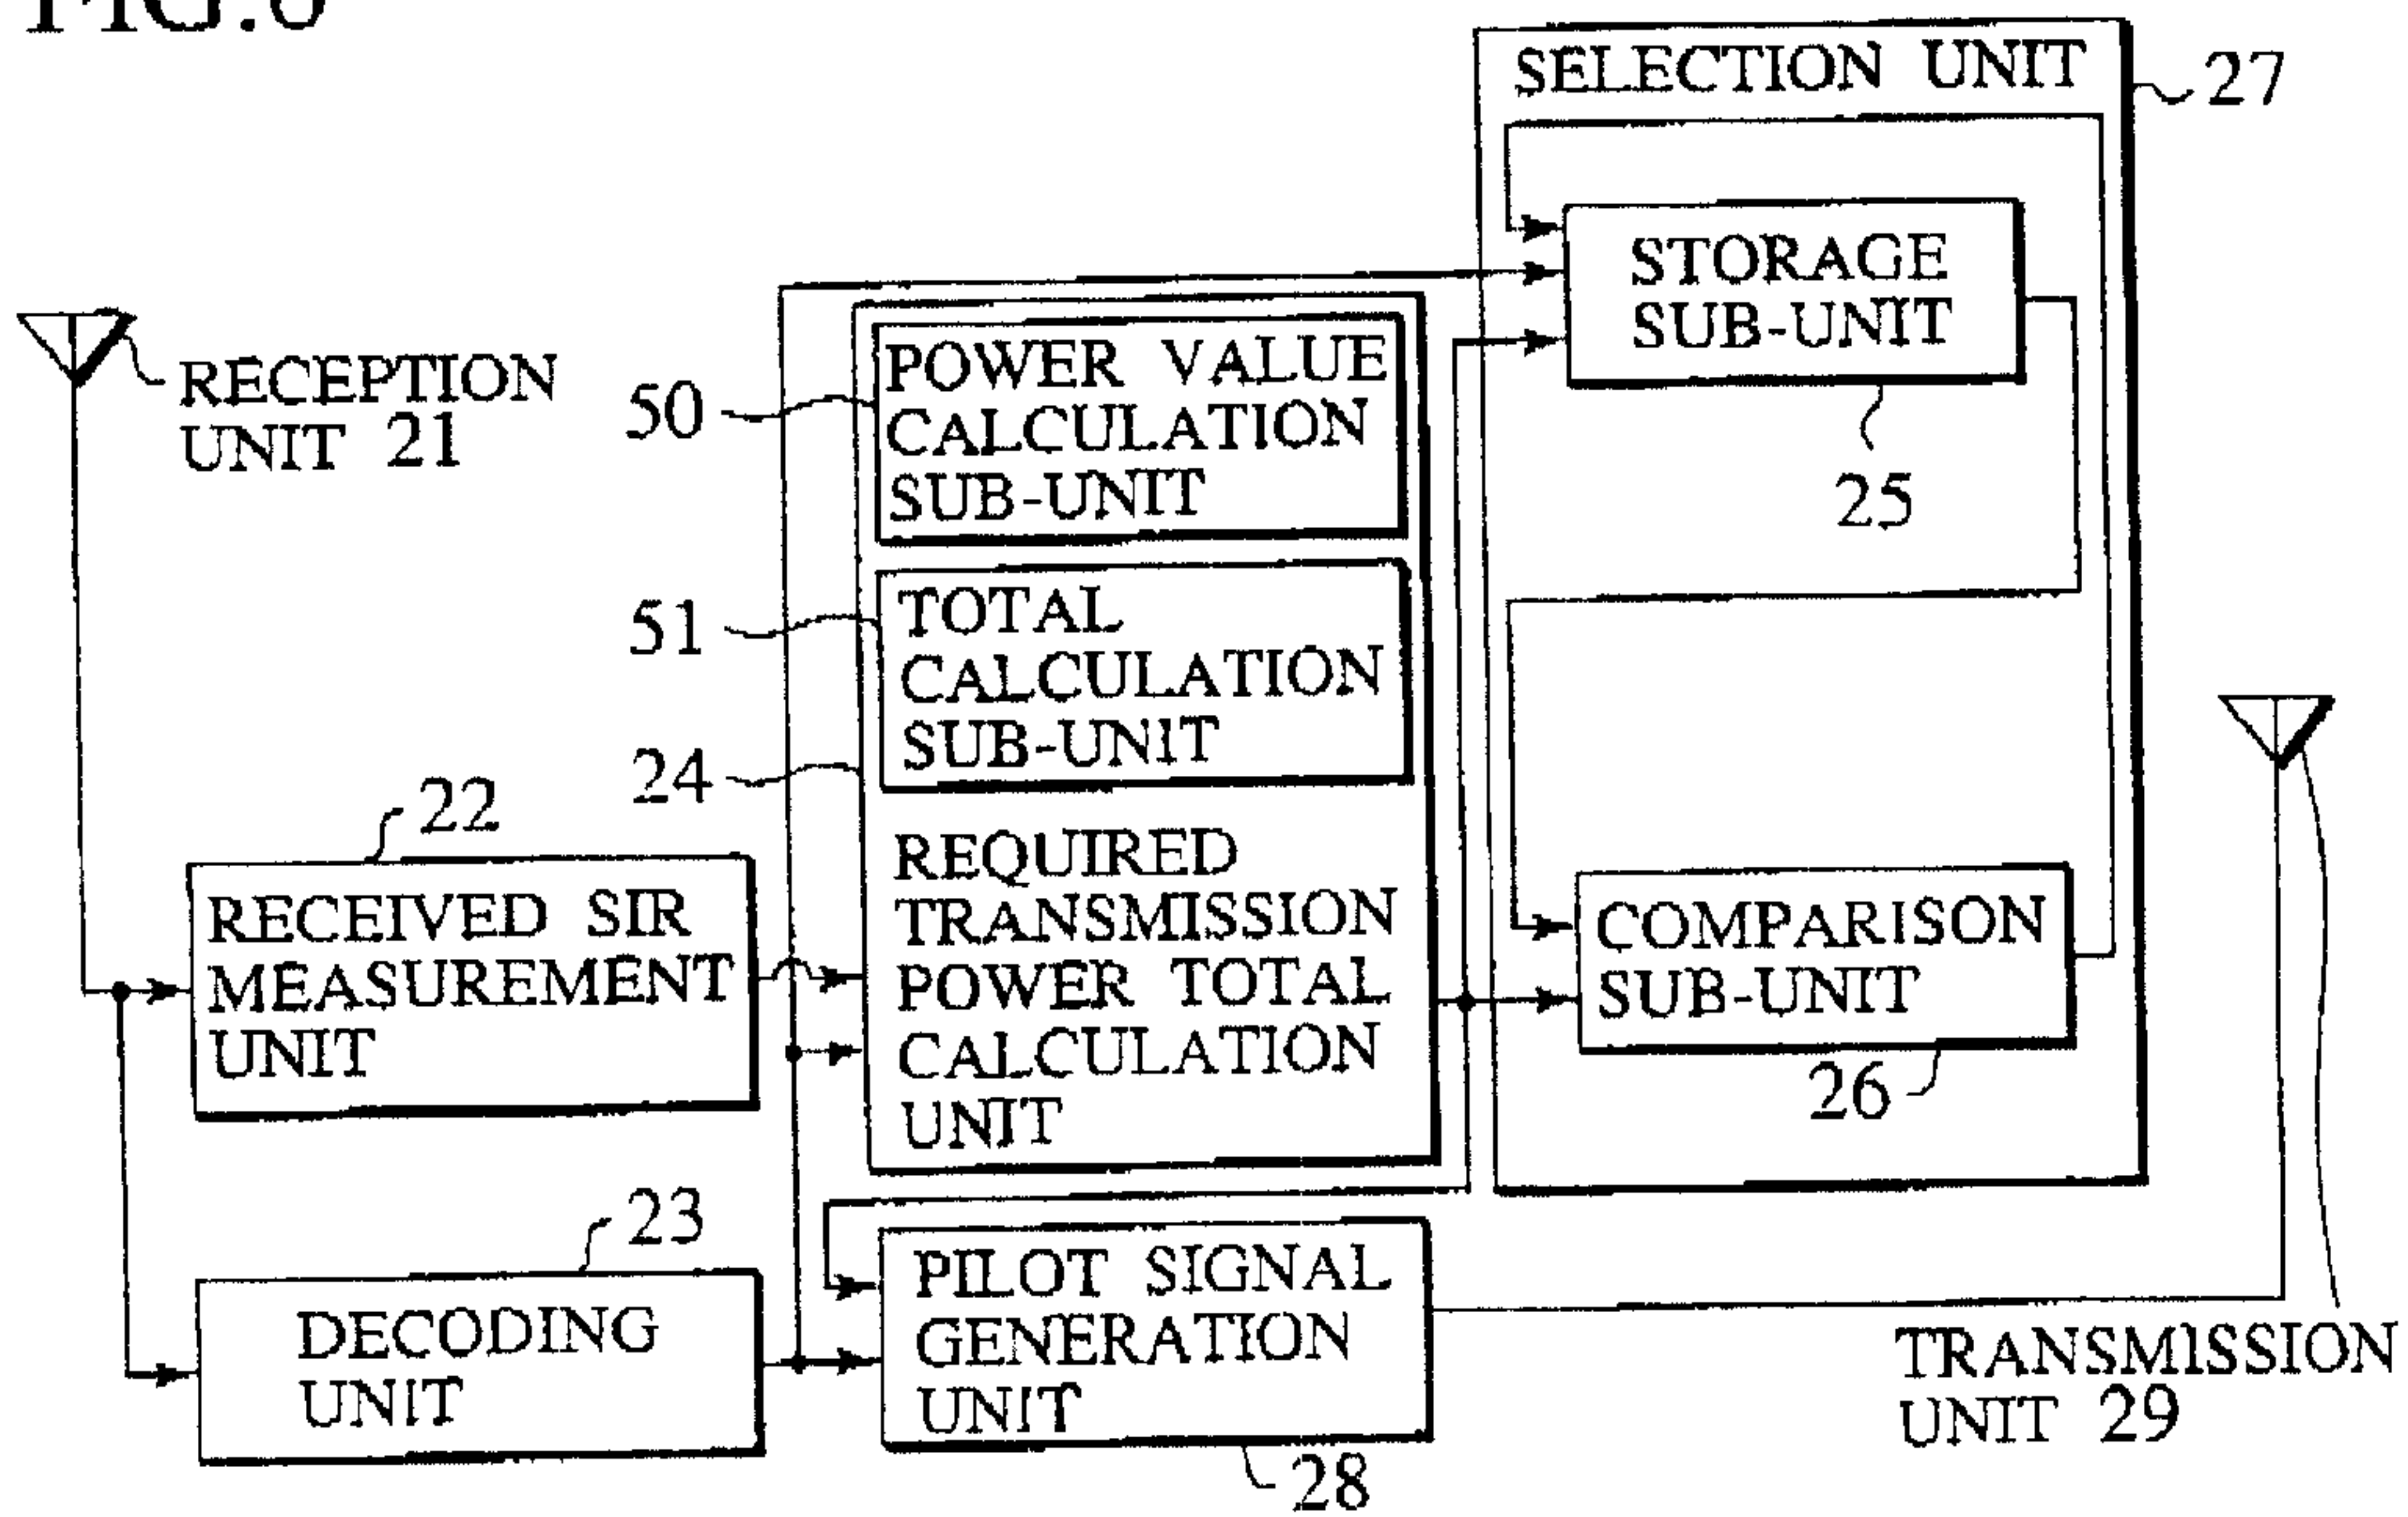 SELECTION UNIT
27
STORAGE
SUB-UNIT
25
RECEPTION
UNIT 21
50
POWER VALUE
CALCULATION
SUB-UNIT
51
TOTAL
CALCULATION
SUB-UNIT
24
REQUIRED
TRANSMISSION
POWER TOTAL
CALCULATION
UNIT
22
RECEIVED SIR
MEASUREMENT
UNIT
COMPARISON
SUB-UNIT
26
23
DECODING
UNIT
PILOT SIGNAL
GENERATION
UNIT
28
TRANSMISSION
UNIT 29